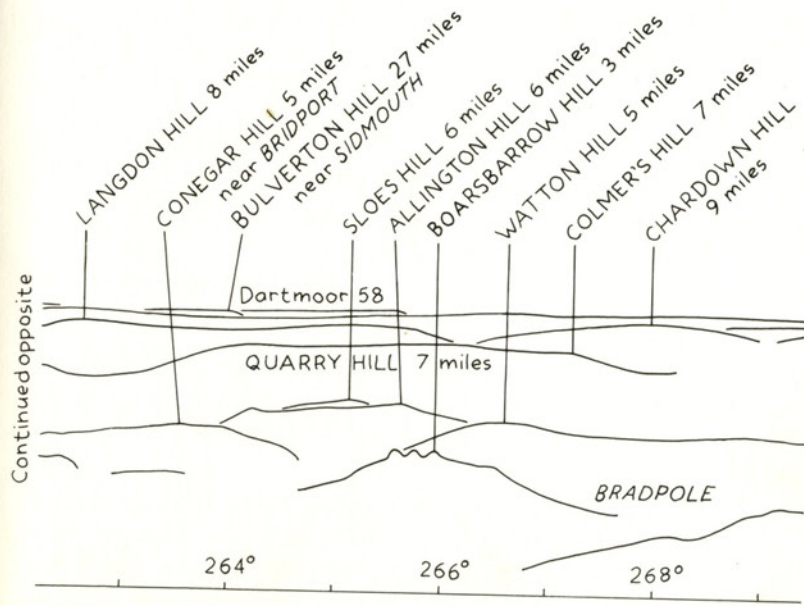 LANGDON HILL 8 miles
CONEGAR HILL 5 miles
near BRIDPORT
BULVERTON HILL 27 miles
near SIDMOUTH
SLOES HILL 6 miles
ALLINGTON HILL 6 miles
BOARSBARROW HILL 3 miles
WATTON HILL 5 miles
COLMER'S HILL 7 miles
CHARDOWN HILL
9 miles
Continued opposite
Dartmoor 58
QUARRY HILL 7 miles
BRADPOLE
264° 266° 268°